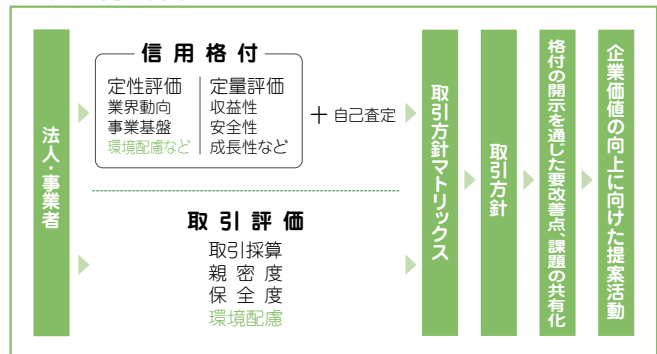 法人・事業者
信用格付
定性評価
業界動向
事業基盤
環境配慮など
定量評価
収益性
安全性
成長性など
＋自己査定
取引評価
取引採算
親密度
保全度
環境配慮
取引方針マトリックス
取引方針
格付の開示を通じた要改善点、課題の共有化
企業価値の向上に向けた提案活動